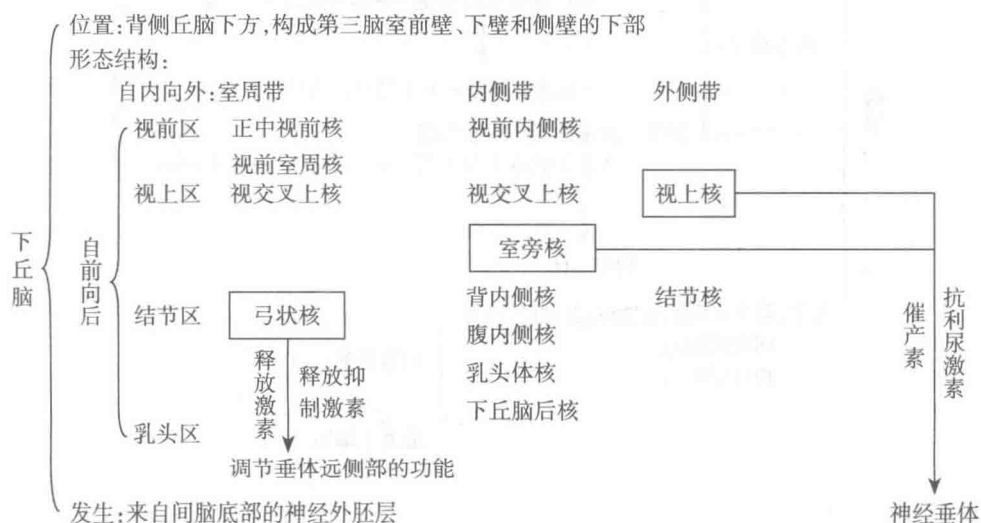 位置:背侧丘脑下方,构成第三脑室前壁、下壁和侧壁的下部
形态结构:
自内向外:室周带 内侧带 外侧带
视前区 正中视前核 视前内侧核
视前室周核
视上区 视交叉上核 视交叉上核 视上核
室旁核
下丘脑
自前向后
背内侧核 结节核
结节区 弓状核
腹内侧核
乳头体核
下丘脑后核
释放激素
释放抑
制激素
催产素
抗利尿激素
乳头区
调节垂体远侧部的功能
发生:来自间脑底部的神经外胚层
神经垂体